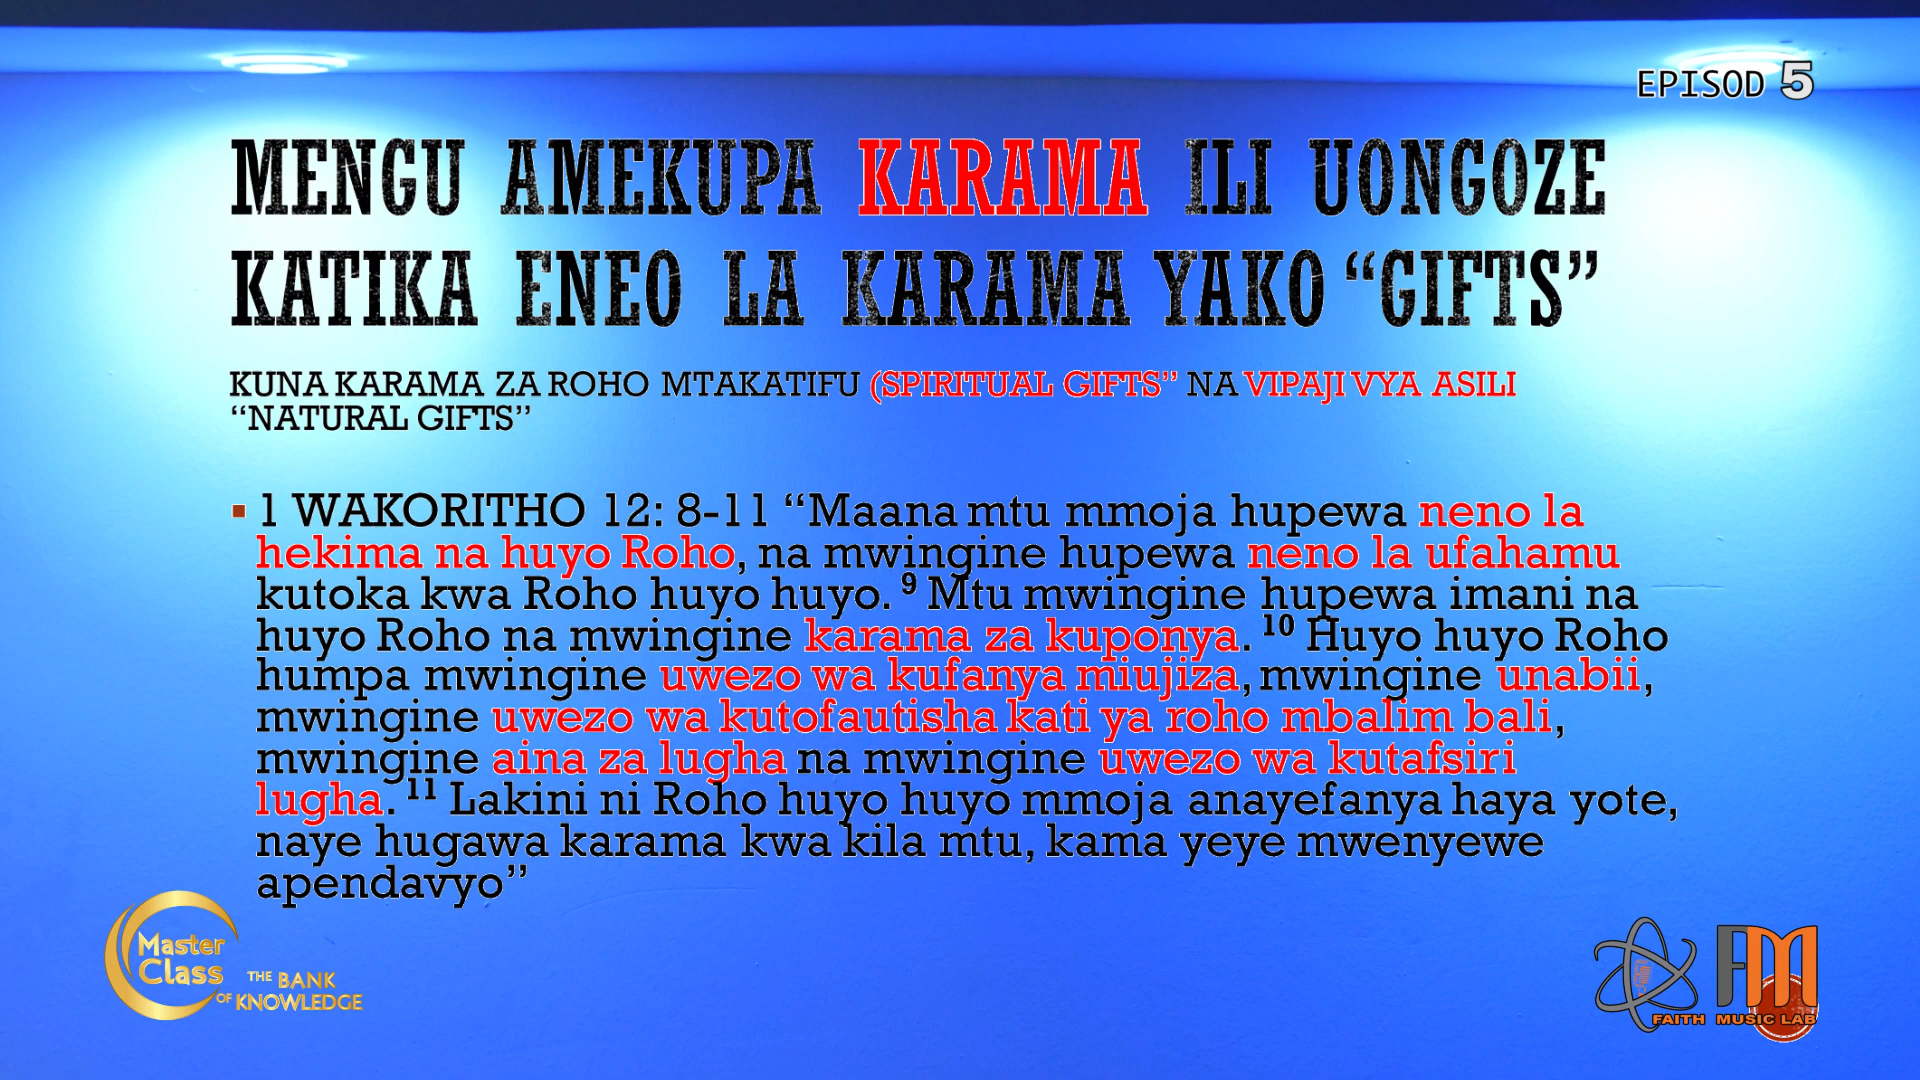 EPISOD 5
MENGU AMEKUPA KARAMA ILI UONGOZE
KATIKA ENEO LA KARAMA YAKO “GIFTS”
KUNA KARAMA ZA ROHO MTAKATIFU (SPIRITUAL GIFTS” NA VIPAJI VYA ASILI
“NATURAL GIFTS”
▪ 1 WAKORITHO 12: 8-11 “Maana mtu mmoja hupewa neno la
hekima na huyo Roho, na mwingine hupewa neno la ufahamu
kutoka kwa Roho huyo huyo. 9 Mtu mwingine hupewa imani na
huyo Roho na mwingine karama za kuponya. 10 Huyo huyo Roho
humpa mwingine uwezo wa kufanya miujiza, mwingine unabii,
mwingine uwezo wa kutofautisha kati ya roho mbalim bali,
mwingine aina za lugha na mwingine uwezo wa kutafsiri
lugha. 11 Lakini ni Roho huyo huyo mmoja anayefanya haya yote,
naye hugawa karama kwa kila mtu, kama yeye mwenyewe
apendavyo”
Master
Class
THE BANK
OF KNOWLEDGE
FM
FAITH MUSIC LAB